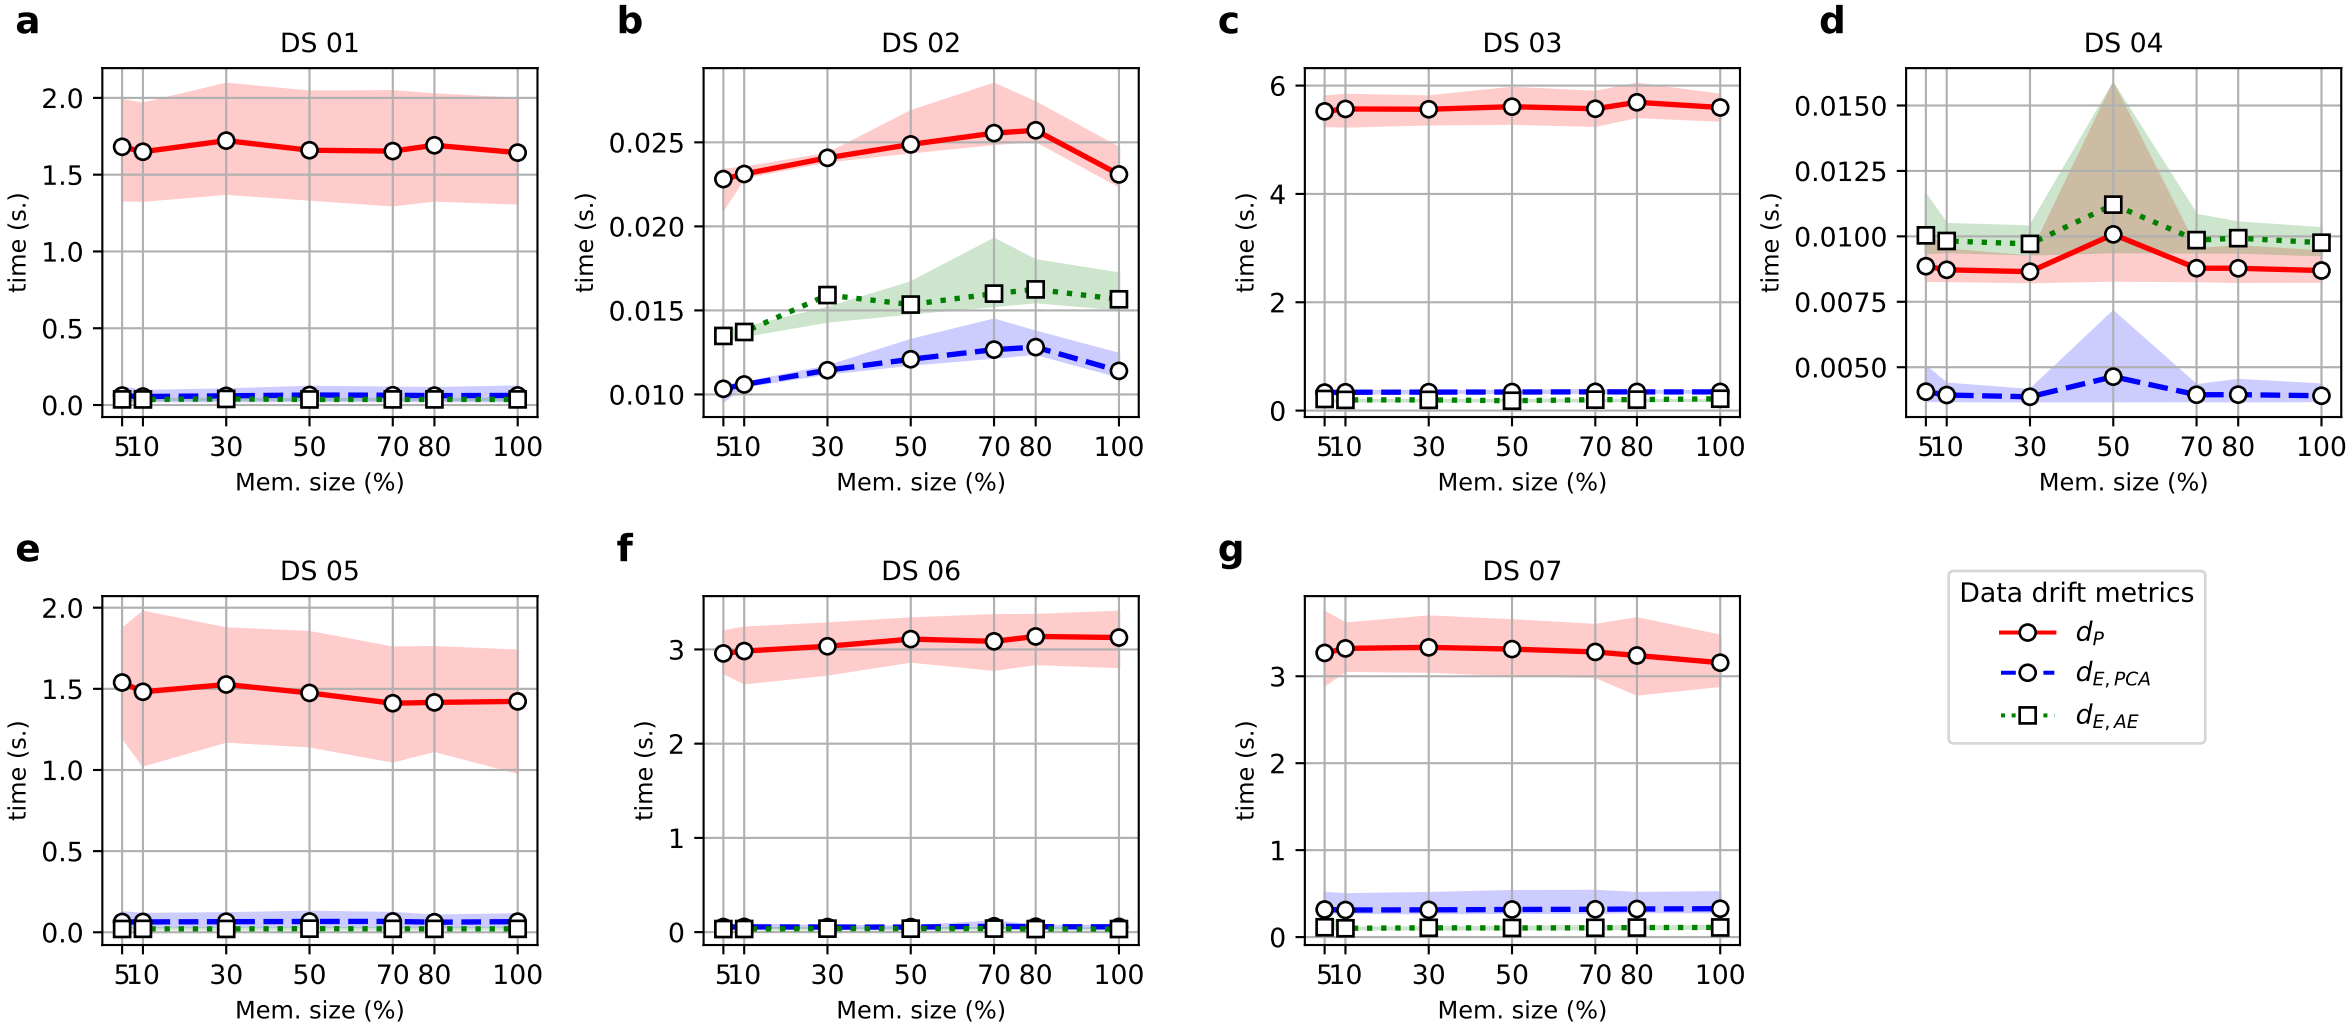 a
DS 01
2.0
1.5
1.0
0.5
0.0
time (s.)
5 10 30 50 70 80 100
Mem. size (%)
b
DS 02
0.025
0.020
0.015
0.010
time (s.)
5 10 30 50 70 80 100
Mem. size (%)
c
DS 03
6
4
2
0
time (s.)
5 10 30 50 70 80 100
Mem. size (%)
d
DS 04
0.0150
0.0125
0.0100
0.0075
0.0050
time (s.)
5 10 30 50 70 80 100
Mem. size (%)
e
DS 05
2.0
1.5
1.0
0.5
0.0
time (s.)
5 10 30 50 70 80 100
Mem. size (%)
f
DS 06
3
2
1
0
time (s.)
5 10 30 50 70 80 100
Mem. size (%)
g
DS 07
3
2
1
0
time (s.)
5 10 30 50 70 80 100
Mem. size (%)
Data drift metrics
d_P
d_{E, PCA}
d_{E, AE}